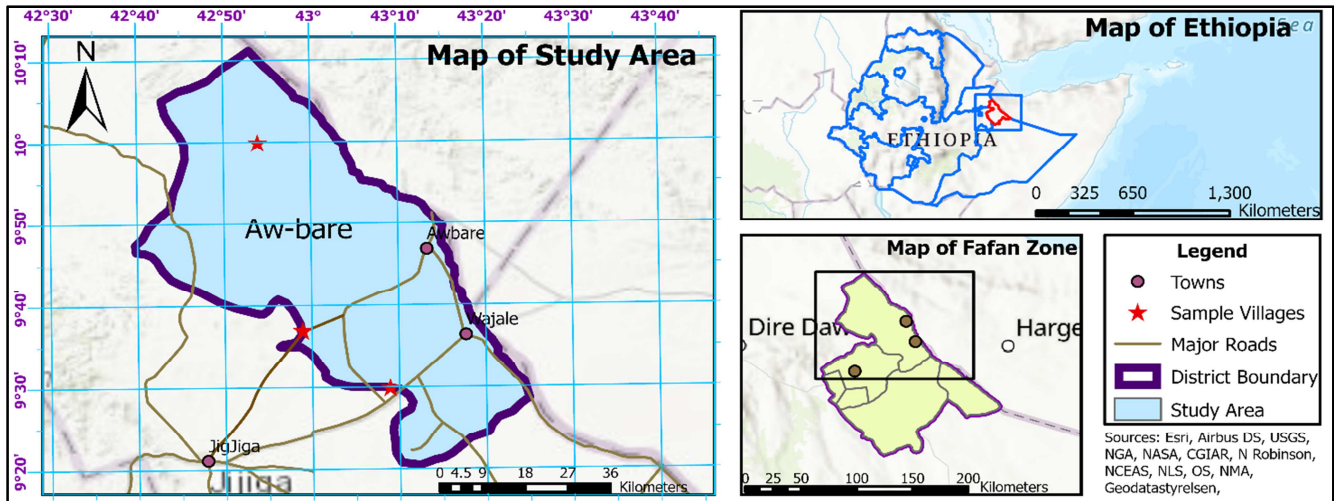 42°30' 42°40' 42°50' 43° 43°10' 43°20' 43°30' 43°40'
10°10'
10°
9°50'
9°40'
9°30'
9°20'
N
Map of Study Area
Aw-bare
Awbare
Wajale
JigJiga
Jijiga
0 4.5 9 18 27 36
Kilometers
Map of Ethiopia
Sea
ETHIOPIA
0 325 650 1,300
Kilometers
Map of Fafan Zone
Dire Daw
Harge
0 25 50 100 150 200
Kilometers
Legend
Towns
Sample Villages
Major Roads
District Boundary
Study Area
Sources: Esri, Airbus DS, USGS,
NGA, NASA, CGIAR, N Robinson,
NCEAS, NLS, OS, NMA,
Geodatastyrelsen,